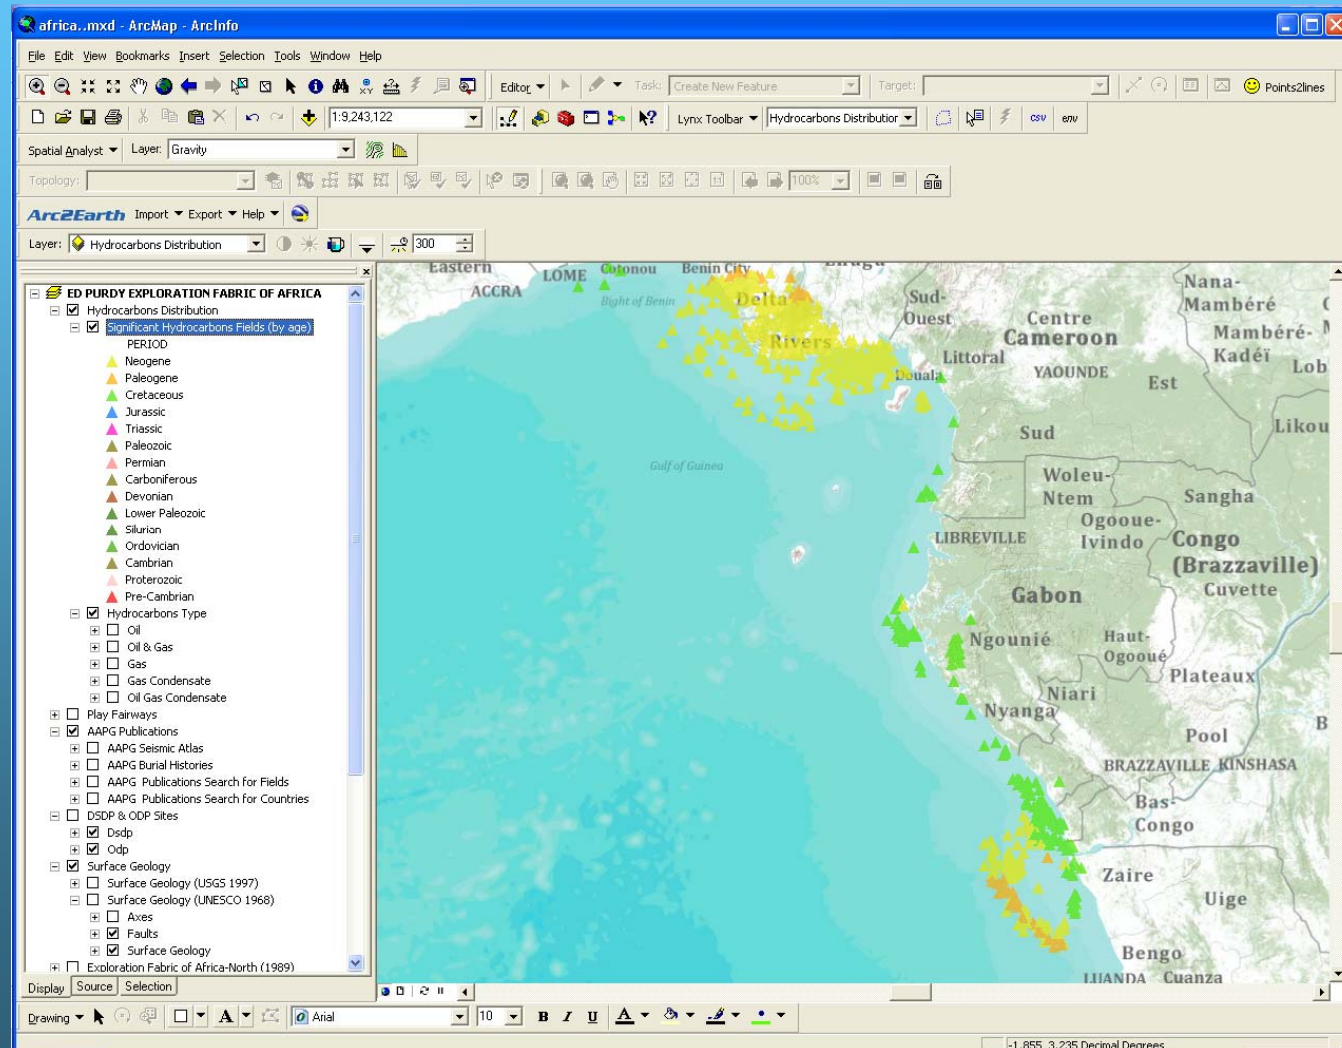 africa..mxd - ArcMap - ArcInfo
File Edit View Bookmarks Insert Selection Tools Window Help
Editor Task: Create New Feature Target: Points2lines
1:9,243,122 Lynx Toolbar Hydrocarbons Distributior csv env
Spatial Analyst Layer: Gravity
Topology: 100%
Arc2Earth Import Export Help
Layer: Hydrocarbons Distribution 300
ED PURDY EXPLORATION FABRIC OF AFRICA
Hydrocarbons Distribution
Significant Hydrocarbons Fields (by age)
PERIOD
Neogene
Paleogene
Cretaceous
Jurassic
Triassic
Paleozoic
Permian
Carboniferous
Devonian
Lower Paleozoic
Silurian
Ordovician
Cambrian
Proterozoic
Pre-Cambrian
Hydrocarbons Type
Oil
Oil & Gas
Gas
Gas Condensate
Oil Gas Condensate
Play Fairways
AAPG Publications
AAPG Seismic Atlas
AAPG Burial Histories
AAPG Publications Search for Fields
AAPG Publications Search for Countries
DSDP & ODP Sites
Dsdp
Odp
Surface Geology
Surface Geology (USGS 1997)
Surface Geology (UNESCO 1968)
Axes
Faults
Surface Geology
Exploration Fabric of Africa-North (1989)
Display Source Selection
Eastern
ACCRA
LOME
Cotonou
Bight of Benin
Benin City
Delta
Rivers
Sud-
Ouest
Centre
Cameroon
Littoral
YAOUNDE
Douala
Est
Nana-
Mambéré
Mambéré-
Kadéï
Lob
Sud
Likou
Gulf of Guinea
Woleu-
Ntem
Sangha
Ogooue-
Ivindo
LIBREVILLE
Congo
(Brazzaville)
Cuvette
Gabon
Ngounié
Haut-
Ogooué
Plateaux
Niari
Nyanga
Pool
B
BRAZZAVILLE KINSHASA
Bas-
Congo
Zaire
Uige
Bengo
LUANDA Cuanza
Drawing Arial 10 B I U A
-1.855 3.235 Decimal Degrees